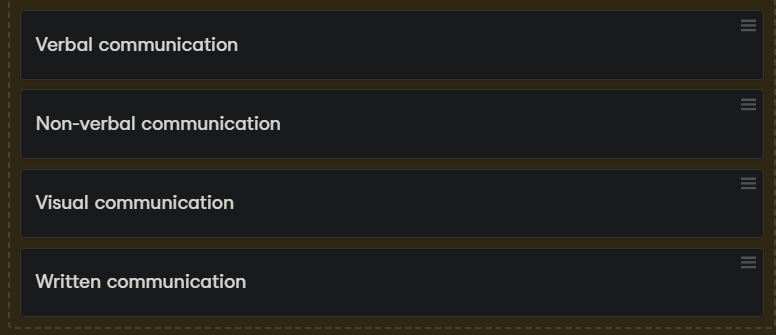 Verbal communication
Non-verbal communication
Visual communication
Written communication